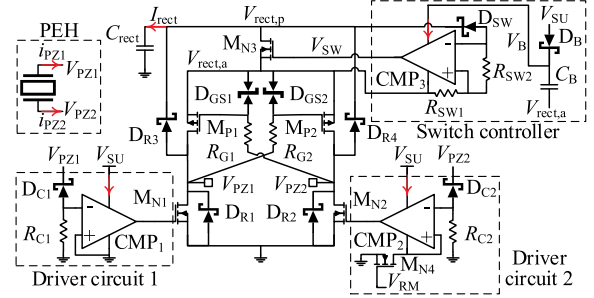 PEH
i_PZ1
V_PZ1
V_PZ2
i_PZ2
I_rect
C_rect
V_rect,p
M_N3
V_SW
V_rect,a
D_GS1
D_GS2
D_R3
M_P1
M_P2
D_R4
R_G1
R_G2
D_SW
V_B
V_SU
D_B
CMP_3
R_SW2
C_B
R_SW1
V_rect,a
Switch controller
V_PZ1
V_SU
D_C1
M_N1
V_PZ1
V_PZ2
M_N2
V_SU
V_PZ2
D_C2
R_C1
CMP_1
D_R1
D_R2
CMP_2
R_C2
M_N4
V_RM
Driver circuit 1
Driver
circuit 2
-
+
-
+
-
+